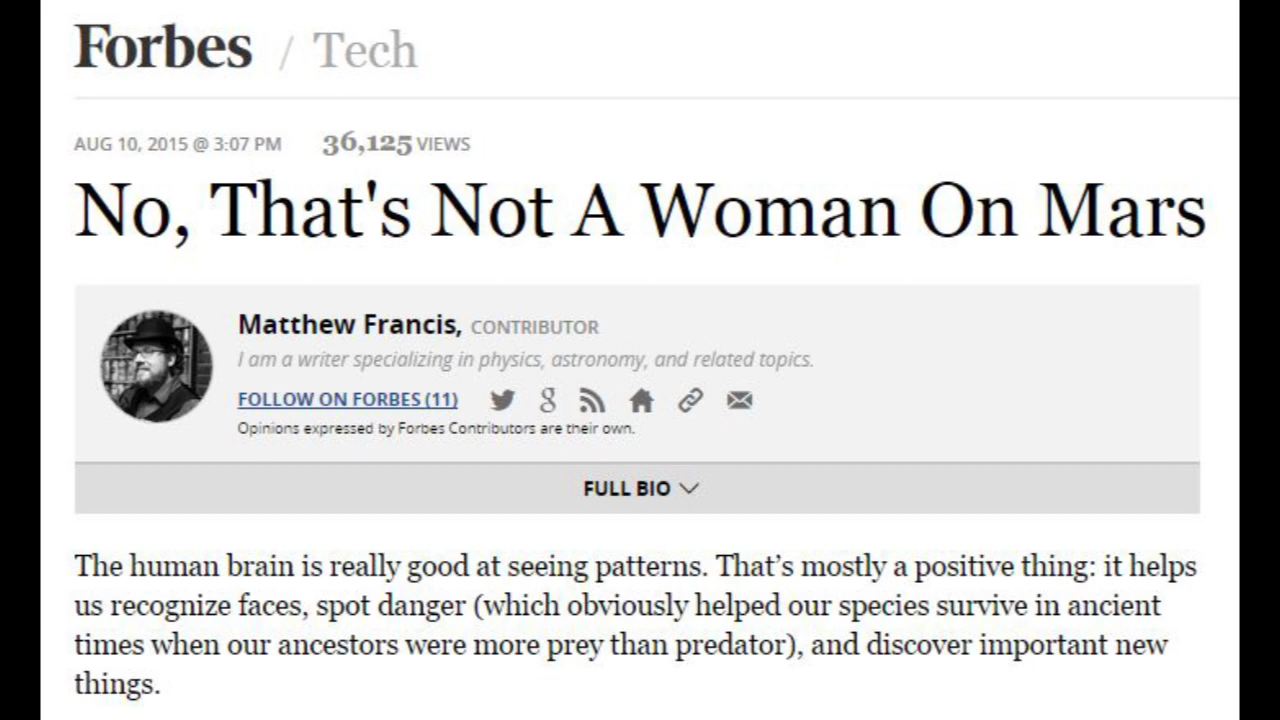 Forbes / Tech
AUG 10, 2015 @ 3:07 PM 36,125 VIEWS
No, That's Not A Woman On Mars
Matthew Francis, CONTRIBUTOR
I am a writer specializing in physics, astronomy, and related topics.
FOLLOW ON FORBES (11)
Opinions expressed by Forbes Contributors are their own.
FULL BIO
The human brain is really good at seeing patterns. That’s mostly a positive thing: it helps
us recognize faces, spot danger (which obviously helped our species survive in ancient
times when our ancestors were more prey than predator), and discover important new
things.